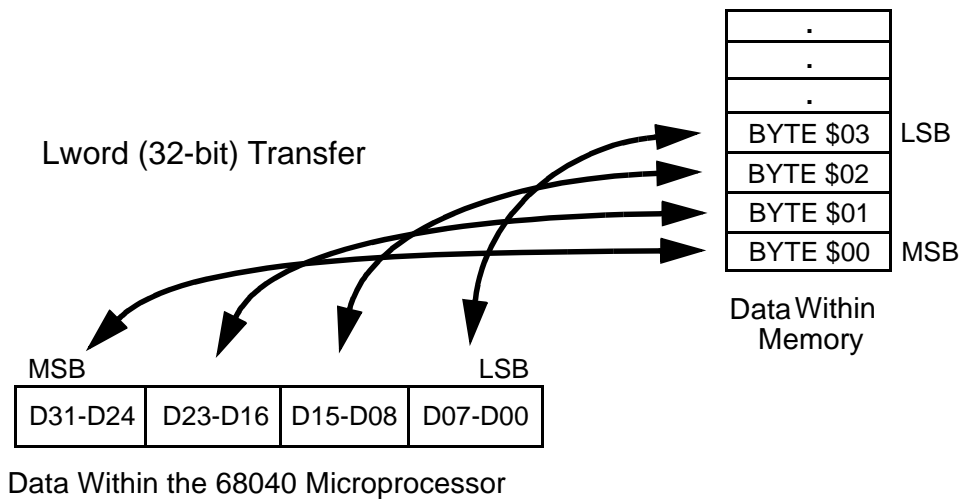 .
.
.
BYTE $03 LSB
Lword (32-bit) Transfer
BYTE $02
BYTE $01
BYTE $00 MSB
Data Within
Memory
MSB LSB
D31-D24 D23-D16 D15-D08 D07-D00
Data Within the 68040 Microprocessor